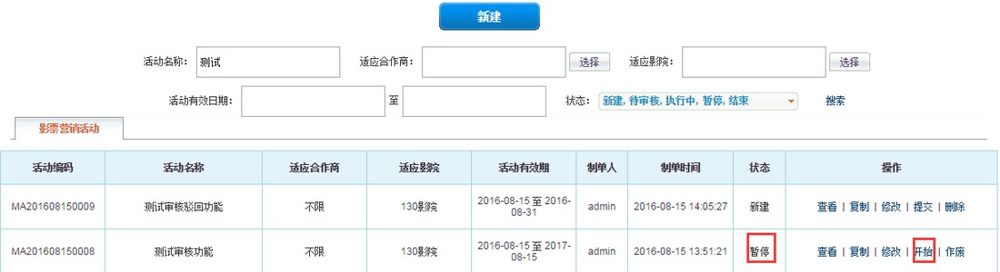 新建
活动名称: 测试 适应合作商: 选择 适应影院: 选择
活动有效日期: 至 状态: 新建, 待审核, 执行中, 暂停, 结束 搜索
影票营销活动
活动编码 活动名称 适应合作商 适应影院 活动有效期 制单人 制单时间 状态 操作
MA201608150009 测试审核驳回功能 不限 130影院 2016-08-15 至 2016-08-31 admin 2016-08-15 14:05:27 新建 查看 | 复制 | 修改 | 提交 | 删除
MA201608150008 测试审核功能 不限 130影院 2016-08-15 至 2017-08-15 admin 2016-08-15 13:51:21 暂停 查看 | 复制 | 修改 | 开始 | 作废